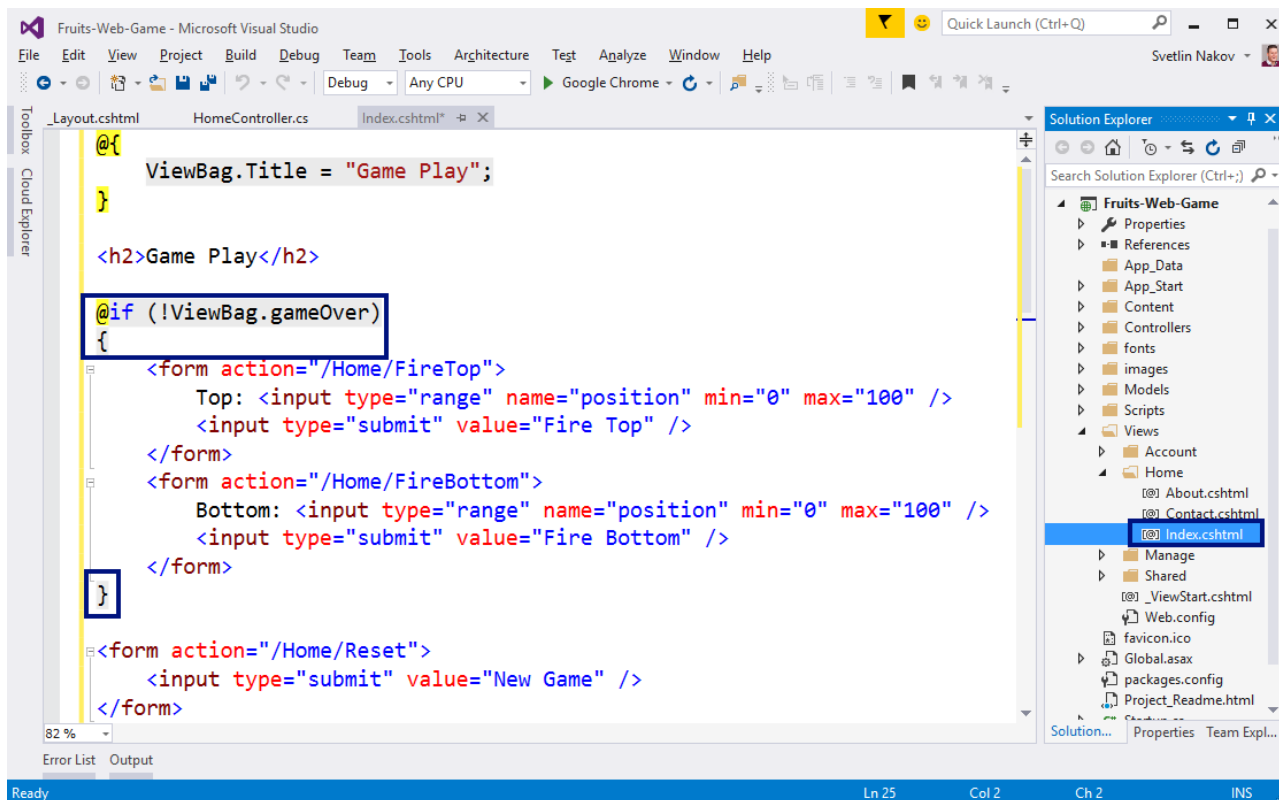 Fruits-Web-Game - Microsoft Visual Studio
Quick Launch (Ctrl+Q)
File Edit View Project Build Debug Team Tools Architecture Test Analyze Window Help
Svetlin Nakov
Debug Any CPU Google Chrome
Toolbox
Cloud Explorer
_Layout.cshtml HomeController.cs Index.cshtml*
@{
ViewBag.Title = "Game Play";
}
<h2>Game Play</h2>
@if (!ViewBag.gameOver)
{
<form action="/Home/FireTop">
Top: <input type="range" name="position" min="0" max="100" />
<input type="submit" value="Fire Top" />
</form>
<form action="/Home/FireBottom">
Bottom: <input type="range" name="position" min="0" max="100" />
<input type="submit" value="Fire Bottom" />
</form>
}
<form action="/Home/Reset">
<input type="submit" value="New Game" />
</form>
82 %
Solution Explorer
Search Solution Explorer (Ctrl+;)
Fruits-Web-Game
Properties
References
App_Data
App_Start
Content
Controllers
fonts
images
Models
Scripts
Views
Account
Home
About.cshtml
Contact.cshtml
Index.cshtml
Manage
Shared
_ViewStart.cshtml
Web.config
favicon.ico
Global.asax
packages.config
Project_Readme.html
Solution... Properties Team Expl...
Error List Output
Ready Ln 25 Col 2 Ch 2 INS